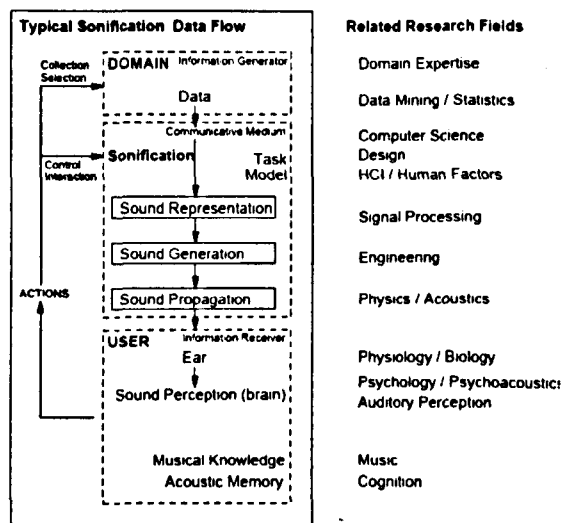 Typical Sonification Data Flow
Related Research Fields
Collection
Selection
DOMAIN Information Generator
Domain Expertise
Data
Data Mining / Statistics
Communicative Medium
Computer Science
Sonification
Task
Model
Design
Control
Interaction
HCI / Human Factors
Sound Representation
Signal Processing
Sound Generation
Engineering
ACTIONS
Sound Propagation
Physics / Acoustics
USER Information Receiver
Ear
Physiology / Biology
Sound Perception (brain)
Psychology / Psychoacoustics
Auditory Perception
Musical Knowledge
Music
Acoustic Memory
Cognition